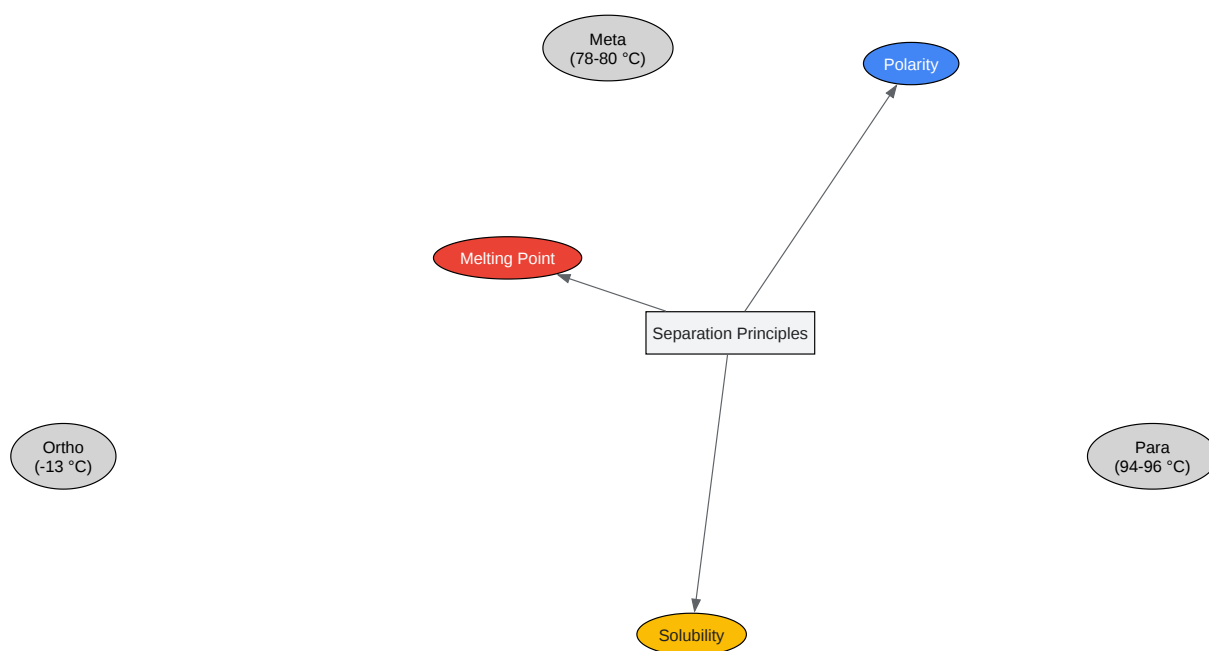 Meta
(78-80 °C)
Polarity
Melting Point
Separation Principles
Ortho
(-13 °C)
Para
(94-96 °C)
Solubility